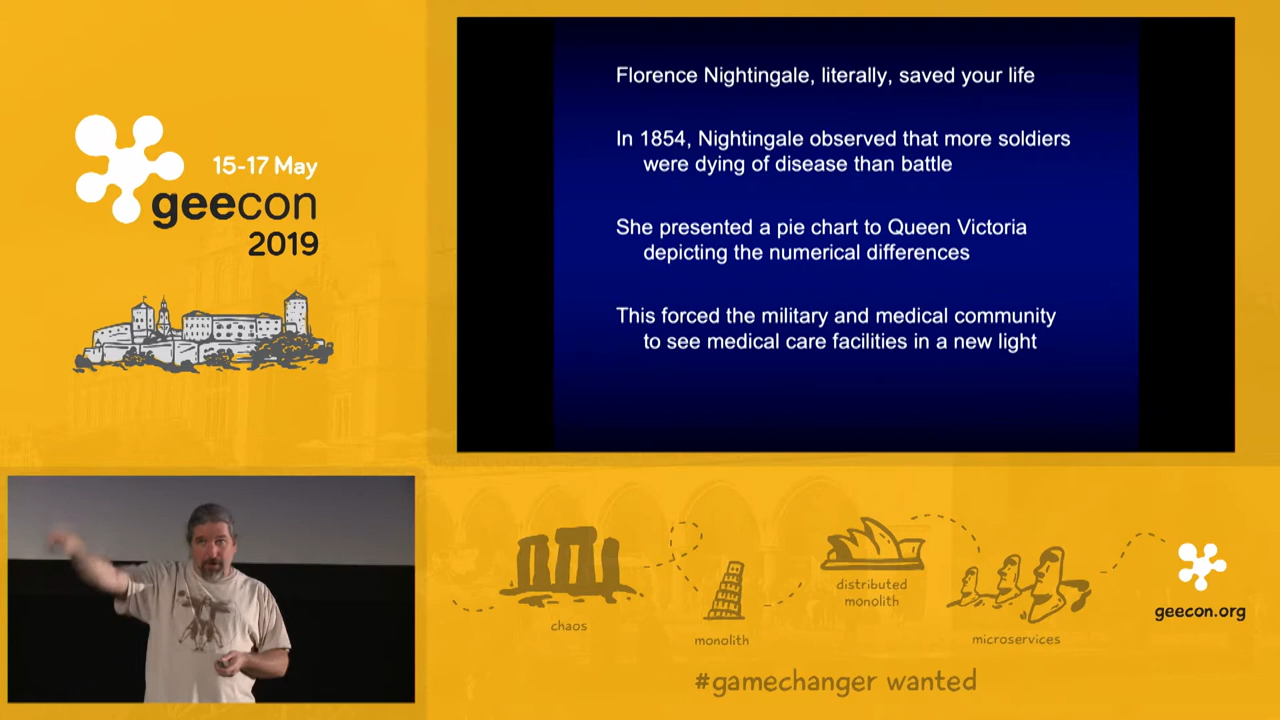 15-17 May
geecon
2019
Florence Nightingale, literally, saved your life
In 1854, Nightingale observed that more soldiers
were dying of disease than battle
She presented a pie chart to Queen Victoria
depicting the numerical differences
This forced the military and medical community
to see medical care facilities in a new light
chaos
monolith
distributed
monolith
microservices
geecon.org
#gamechanger wanted